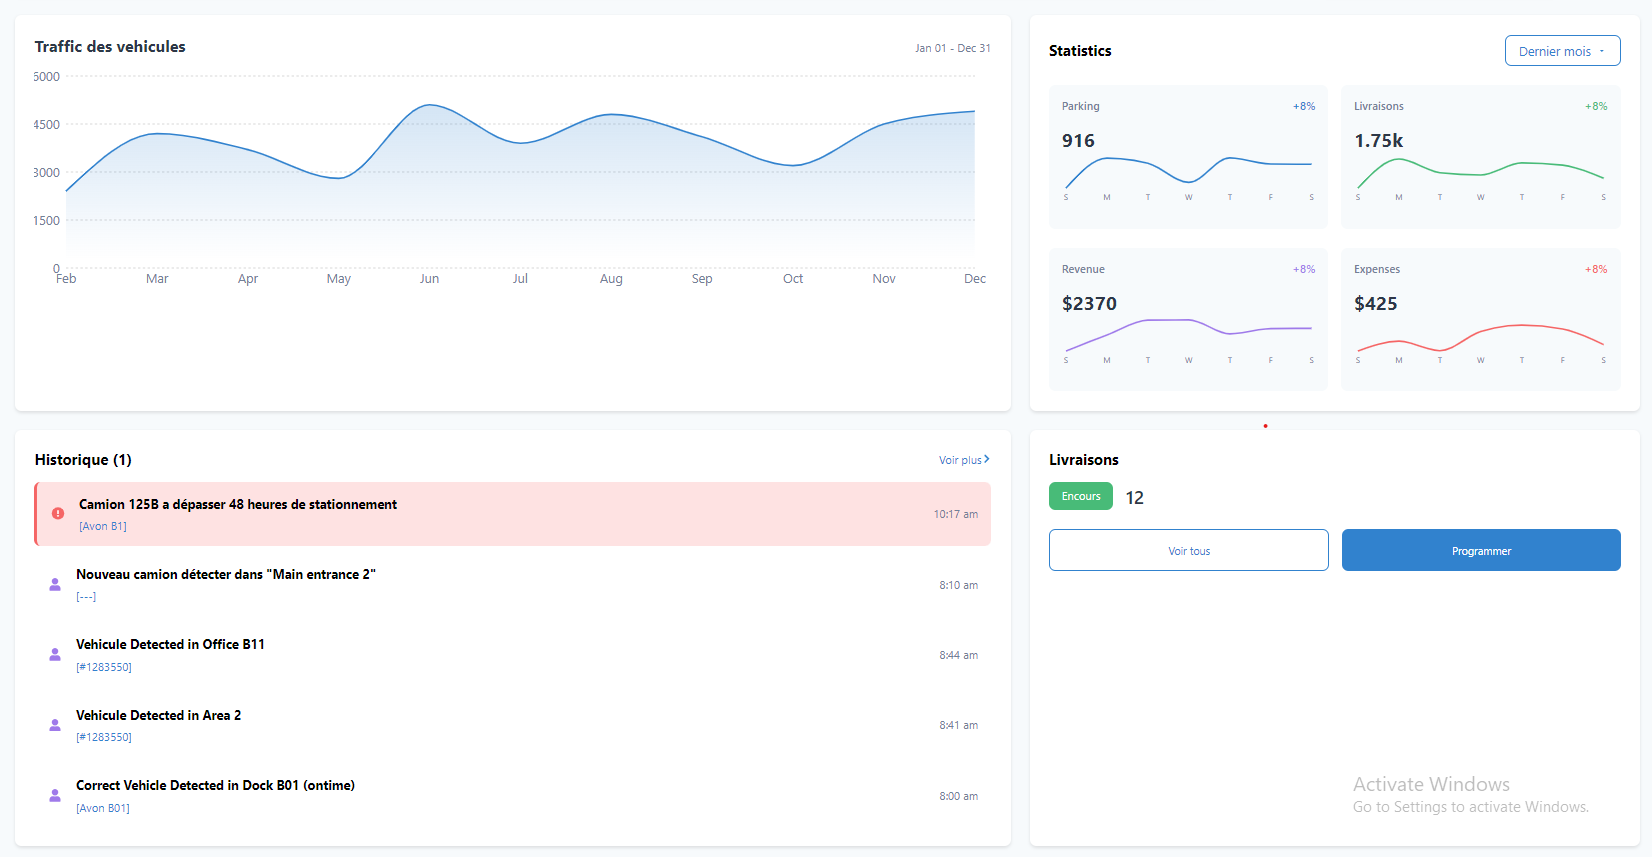 Traffic des vehicules
Jan 01 - Dec 31
6000
4500
3000
1500
0
Feb Mar Apr May Jun Jul Aug Sep Oct Nov Dec
Statistics
Dernier mois
Parking +8%
916
S M T W T F S
Livraisons +8%
1.75k
S M T W T F S
Revenue +8%
$2370
S M T W T F S
Expenses +8%
$425
S M T W T F S
Historique (1)
Voir plus
Camion 125B a dépasser 48 heures de stationnement
[Avon B1]
10:17 am
Nouveau camion détecter dans "Main entrance 2"
[---]
8:10 am
Vehicule Detected in Office B11
[#1283550]
8:44 am
Vehicule Detected in Area 2
[#1283550]
8:41 am
Correct Vehicle Detected in Dock B01 (ontime)
[Avon B01]
8:00 am
Livraisons
Encours 12
Voir tous
Programmer
Activate Windows
Go to Settings to activate Windows.